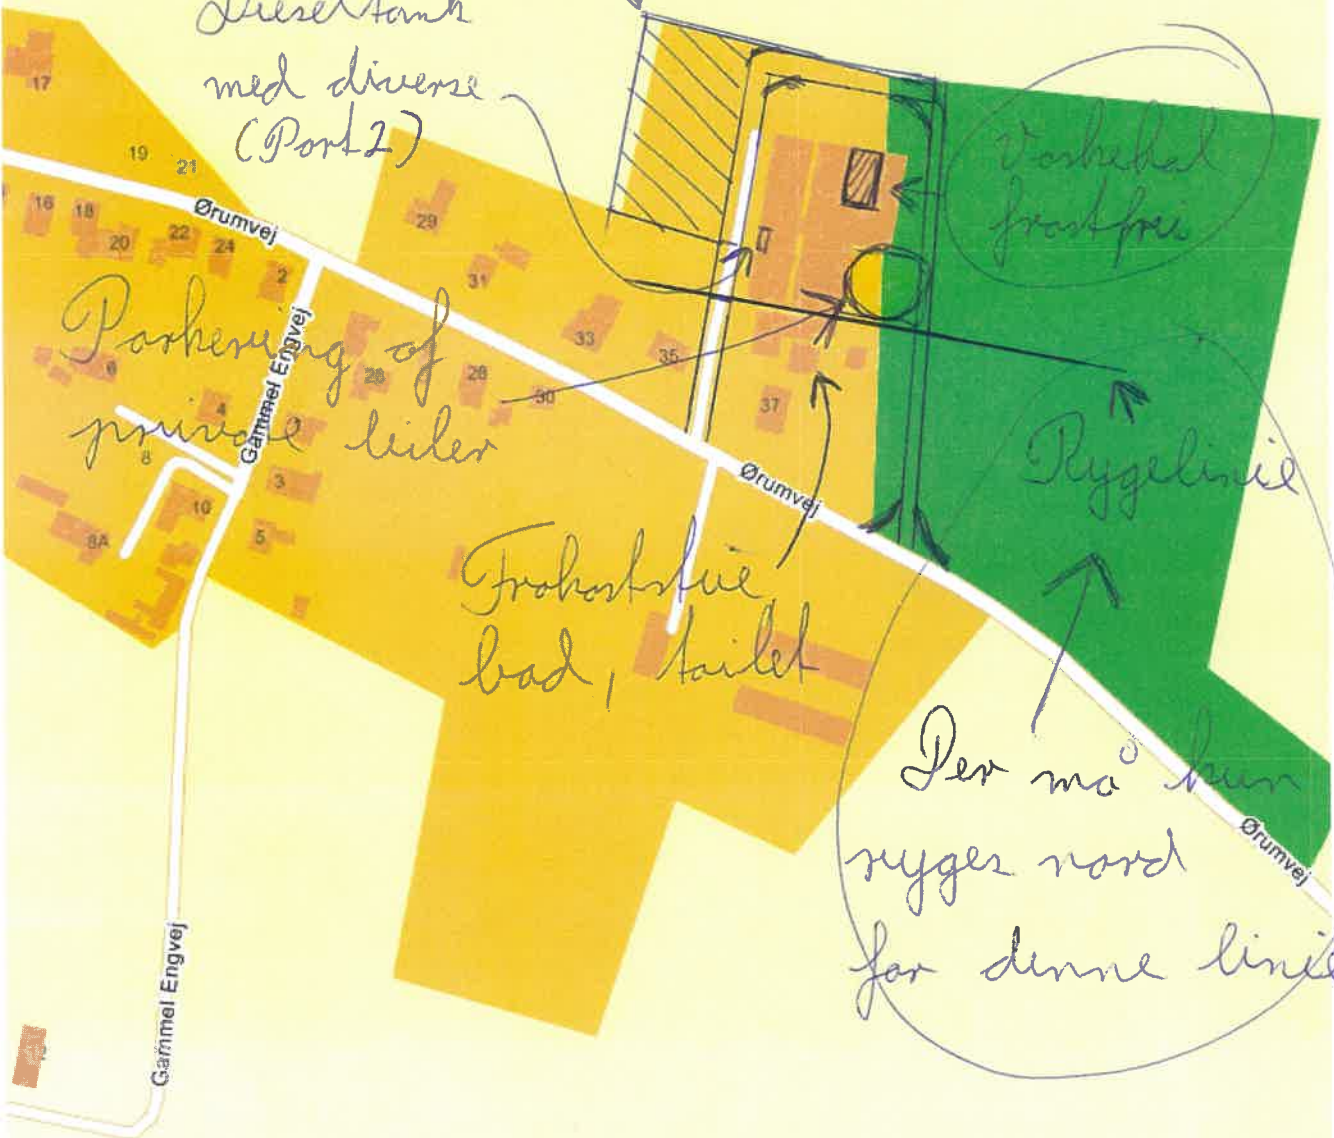 Dieseltank
med diverse
(Port 2)
Vaskehal
frostfri
Parkering af
private biler
Rygelinie
Frokoststue
bad, toilet
Der må kun
ryges nord
for denne linie
Ørumvej
Ørumvej
Ørumvej
Gammel Engvej
Gammel Engvej
17
19
21
16
18
20
22
24
2
29
31
33
35
37
6
4
8
26
28
30
3
10
5
8A